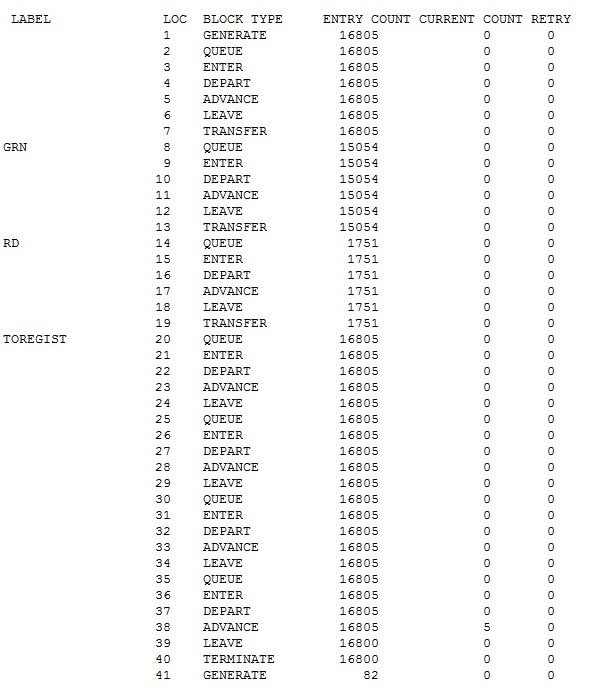 LABEL LOC BLOCK TYPE ENTRY COUNT CURRENT COUNT RETRY
1 GENERATE 16805 0 0
2 QUEUE 16805 0 0
3 ENTER 16805 0 0
4 DEPART 16805 0 0
5 ADVANCE 16805 0 0
6 LEAVE 16805 0 0
7 TRANSFER 16805 0 0
GRN 8 QUEUE 15054 0 0
9 ENTER 15054 0 0
10 DEPART 15054 0 0
11 ADVANCE 15054 0 0
12 LEAVE 15054 0 0
13 TRANSFER 15054 0 0
RD 14 QUEUE 1751 0 0
15 ENTER 1751 0 0
16 DEPART 1751 0 0
17 ADVANCE 1751 0 0
18 LEAVE 1751 0 0
19 TRANSFER 1751 0 0
TOREGIST 20 QUEUE 16805 0 0
21 ENTER 16805 0 0
22 DEPART 16805 0 0
23 ADVANCE 16805 0 0
24 LEAVE 16805 0 0
25 QUEUE 16805 0 0
26 ENTER 16805 0 0
27 DEPART 16805 0 0
28 ADVANCE 16805 0 0
29 LEAVE 16805 0 0
30 QUEUE 16805 0 0
31 ENTER 16805 0 0
32 DEPART 16805 0 0
33 ADVANCE 16805 0 0
34 LEAVE 16805 0 0
35 QUEUE 16805 0 0
36 ENTER 16805 0 0
37 DEPART 16805 0 0
38 ADVANCE 16805 5 0
39 LEAVE 16800 0 0
40 TERMINATE 16800 0 0
41 GENERATE 82 0 0